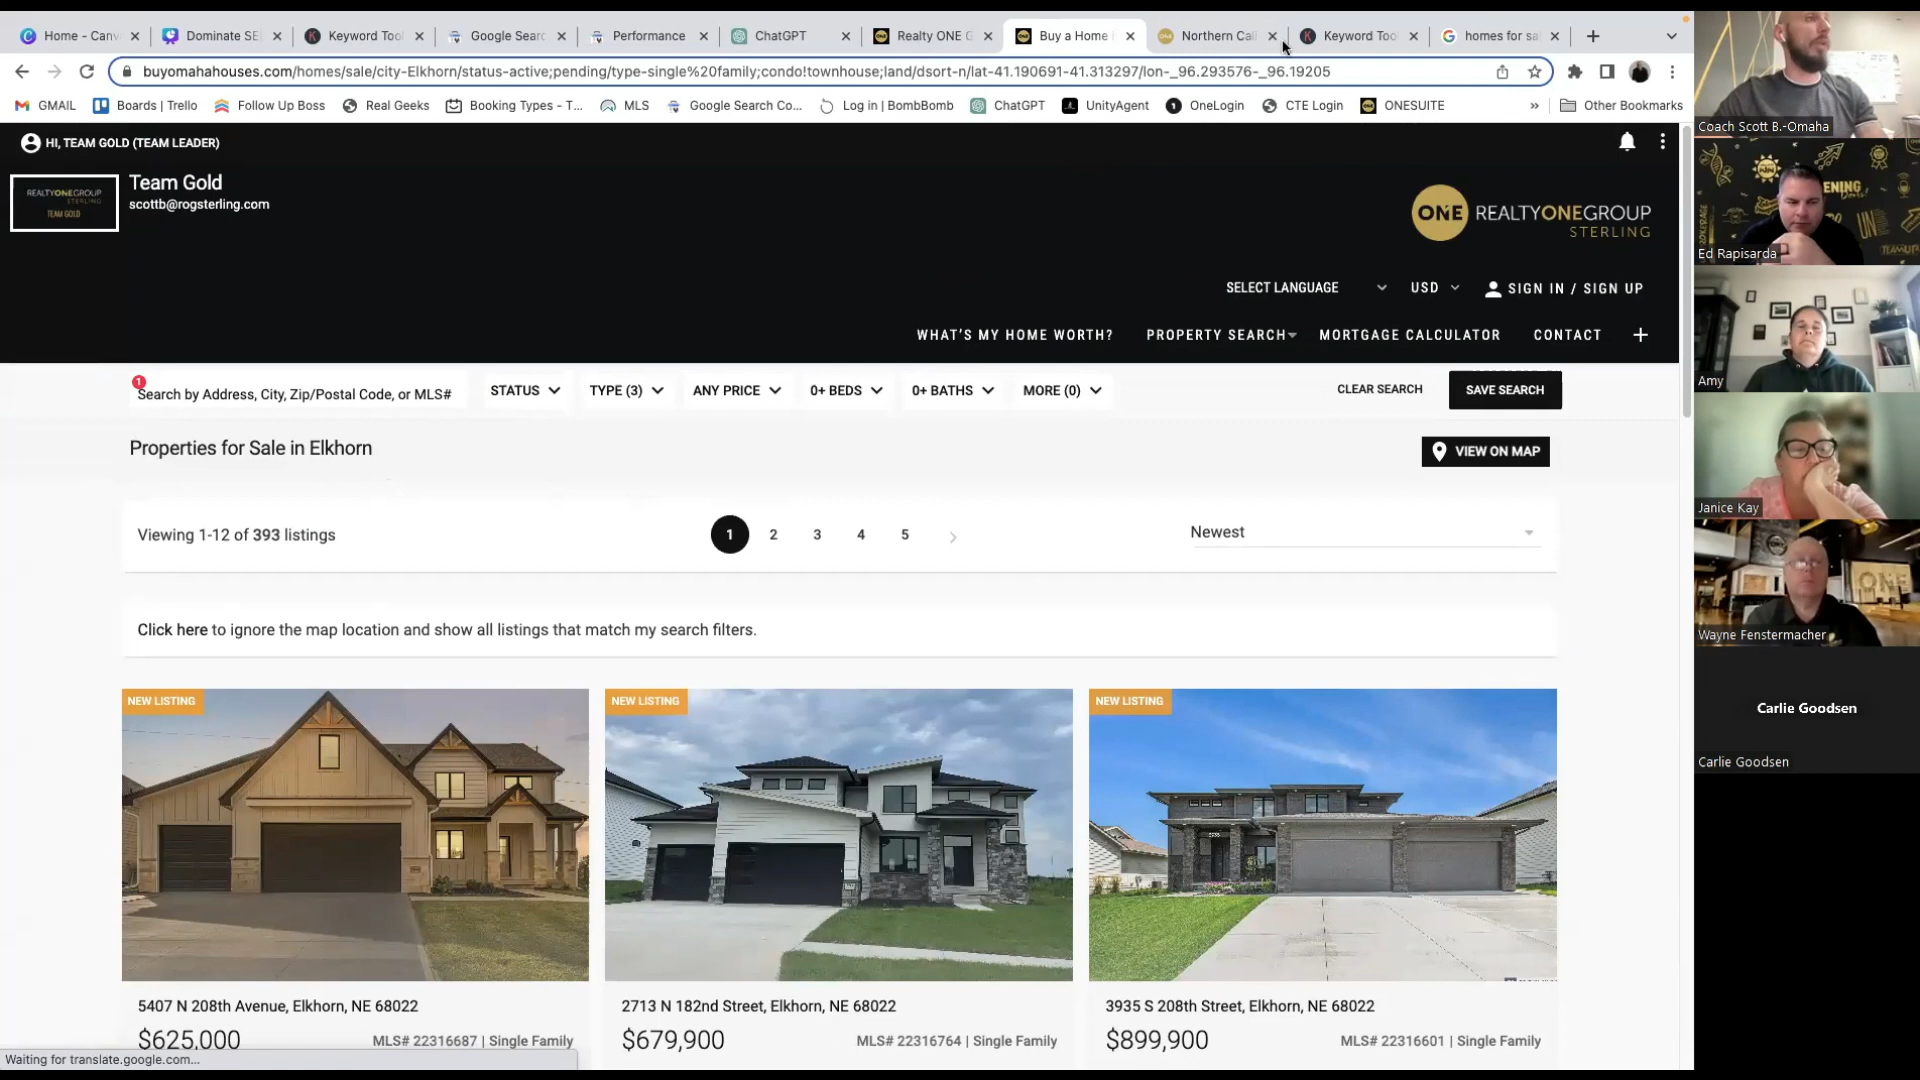 Home - Canv
Dominate SE
Keyword Too
Google Searc
Performance
ChatGPT
Realty ONE G
Buy a Home
Northern Cali
Keyword Too
homes for sa
buyomahahouses.com/homes/sale/city-Elkhorn/status-active;pending/type-single%20family;condo!townhouse;land/dsort-n/lat-41.190691-41.313297/lon-_96.293576-_96.19205
GMAIL
Boards | Trello
Follow Up Boss
Real Geeks
Booking Types - T...
MLS
Google Search Co...
Log in | BombBomb
ChatGPT
UnityAgent
OneLogin
CTE Login
ONESUITE
Other Bookmarks
HI, TEAM GOLD (TEAM LEADER)
REALTYONEGROUP
STERLING
TEAM GOLD
Team Gold
scottb@rogsterling.com
ONE REALTYONEGROUP
STERLING
SELECT LANGUAGE
USD
SIGN IN / SIGN UP
WHAT'S MY HOME WORTH?
PROPERTY SEARCH
MORTGAGE CALCULATOR
CONTACT
1
Search by Address, City, Zip/Postal Code, or MLS#
STATUS
TYPE (3)
ANY PRICE
0+ BEDS
0+ BATHS
MORE (0)
CLEAR SEARCH
SAVE SEARCH
Properties for Sale in Elkhorn
VIEW ON MAP
Viewing 1-12 of 393 listings
1 2 3 4 5
Newest
Click here to ignore the map location and show all listings that match my search filters.
NEW LISTING
NEW LISTING
NEW LISTING
5407 N 208th Avenue, Elkhorn, NE 68022
$625,000
MLS# 22316687 | Single Family
2713 N 182nd Street, Elkhorn, NE 68022
$679,900
MLS# 22316764 | Single Family
3935 S 208th Street, Elkhorn, NE 68022
$899,900
MLS# 22316601 | Single Family
Waiting for translate.google.com...
Coach Scott B.-Omaha
Ed Rapisarda
Amy
Janice Kay
Wayne Fenstermacher
Carlie Goodsen
Carlie Goodsen